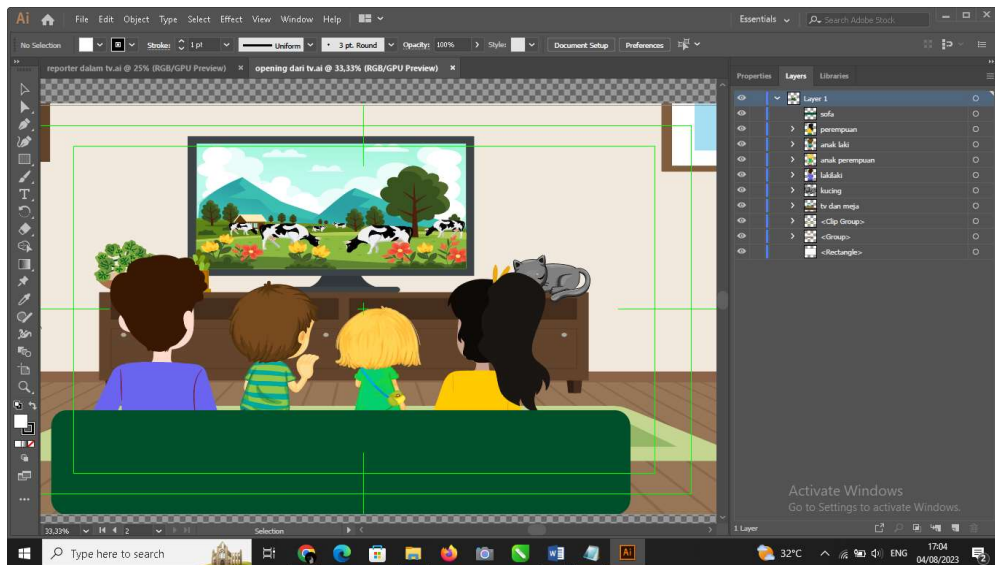 Ai File Edit Object Type Select Effect View Window Help Essentials Search Adobe Stock
No Selection Stroke: 1 pt Uniform 3 pt. Round Opacity: 100% Style: Document Setup Preferences
reporter dalam tv.ai @ 25% (RGB/GPU Preview) × opening dari tv.ai @ 33,33% (RGB/GPU Preview) ×
Properties Layers Libraries
Layer 1
sofa
perempuan
anak laki
anak perempuan
lakilaki
kucing
tv dan meja
<Clip Group>
<Group>
<Rectangle>
Activate Windows
Go to Settings to activate Windows.
33,33% 2 Selection
1 Layer
Type here to search
Ai
32°C ENG
17:04
04/08/2023
2